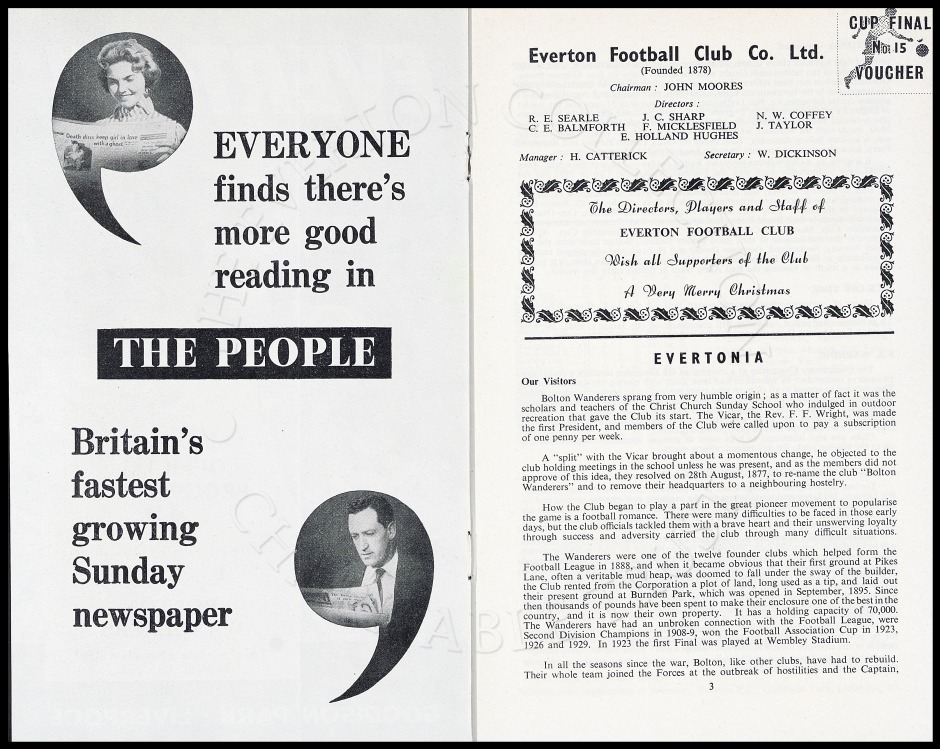 Death disc: keep girl in love
with a ghost
EVERYONE
finds there's
more good
reading in
THE PEOPLE
Britain's
fastest
growing
Sunday
newspaper
Everton Football Club Co. Ltd.
(Founded 1878)
Chairman : JOHN MOORES
Directors :
R. E. SEARLE J. C. SHARP N. W. COFFEY
C. E. BALMFORTH F. MICKLESFIELD J. TAYLOR
E. HOLLAND HUGHES
Manager : H. CATTERICK Secretary : W. DICKINSON
CUP FINAL
No: 15
VOUCHER
The Directors, Players and Staff of
EVERTON FOOTBALL CLUB
Wish all Supporters of the Club
A Very Merry Christmas
EVERTONIA
Our Visitors
Bolton Wanderers sprang from very humble origin ; as a matter of fact it was the
scholars and teachers of the Christ Church Sunday School who indulged in outdoor
recreation that gave the Club its start. The Vicar, the Rev. F. F. Wright, was made
the first President, and members of the Club were called upon to pay a subscription
of one penny per week.
A "split" with the Vicar brought about a momentous change, he objected to the
club holding meetings in the school unless he was present, and as the members did not
approve of this idea, they resolved on 28th August, 1877, to re-name the club "Bolton
Wanderers" and to remove their headquarters to a neighbouring hostelry.
How the Club began to play a part in the great pioneer movement to popularise
the game is a football romance. There were many difficulties to be faced in those early
days, but the club officials tackled them with a brave heart and their unswerving loyalty
through success and adversity carried the club through many difficult situations.
The Wanderers were one of the twelve founder clubs which helped form the
Football League in 1888, and when it became obvious that their first ground at Pikes
Lane, often a veritable mud heap, was doomed to fall under the sway of the builder,
the Club rented from the Corporation a plot of land, long used as a tip, and laid out
their present ground at Burnden Park, which was opened in September, 1895. Since
then thousands of pounds have been spent to make their enclosure one of the best in the
country, and it is now their own property. It has a holding capacity of 70,000.
The Wanderers have had an unbroken connection with the Football League, were
Second Division Champions in 1908-9, won the Football Association Cup in 1923,
1926 and 1929. In 1923 the first Final was played at Wembley Stadium.
In all the seasons since the war, Bolton, like other clubs, have had to rebuild.
Their whole team joined the Forces at the outbreak of hostilities and the Captain,
3